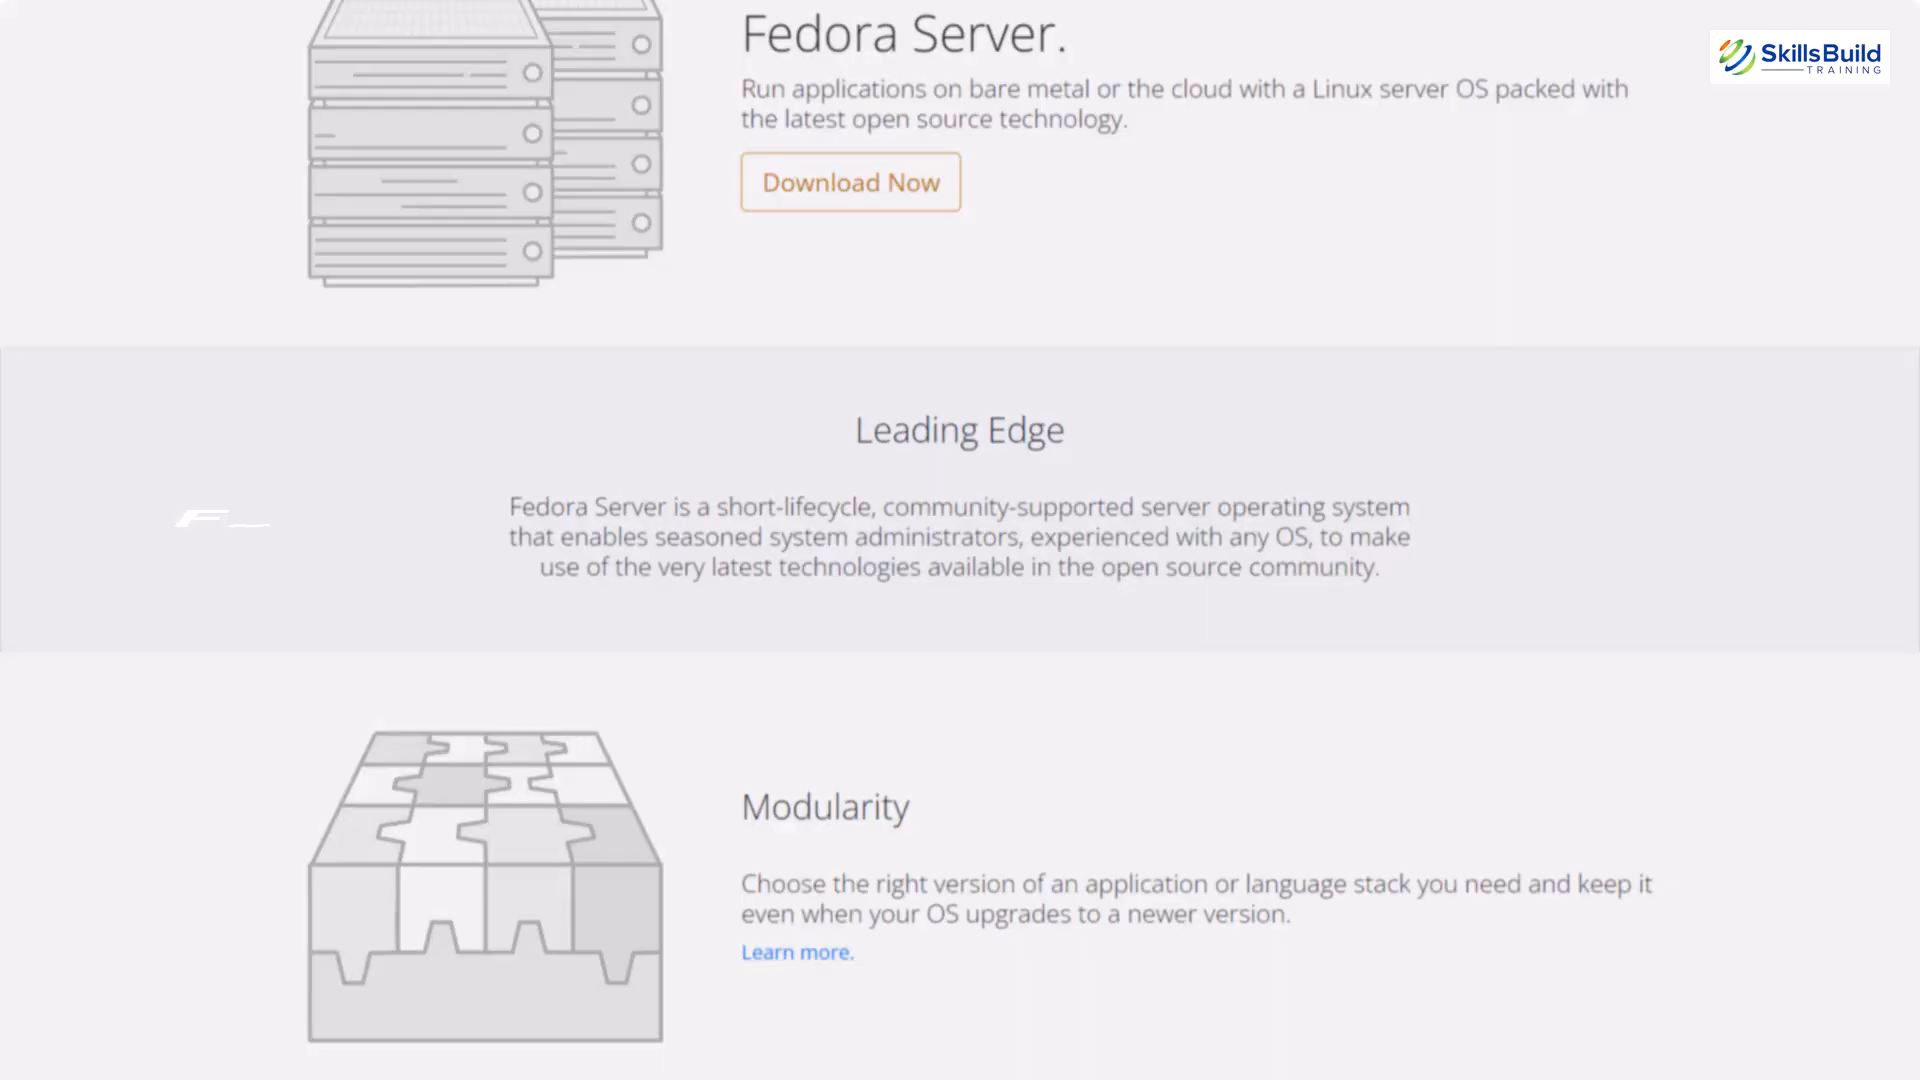 Fedora Server.
SkillsBuild
TRAINING
Run applications on bare metal or the cloud with a Linux server OS packed with
the latest open source technology.
Download Now
Leading Edge
Fedora Server is a short-lifecycle, community-supported server operating system
that enables seasoned system administrators, experienced with any OS, to make
use of the very latest technologies available in the open source community.
Modularity
Choose the right version of an application or language stack you need and keep it
even when your OS upgrades to a newer version.
Learn more.